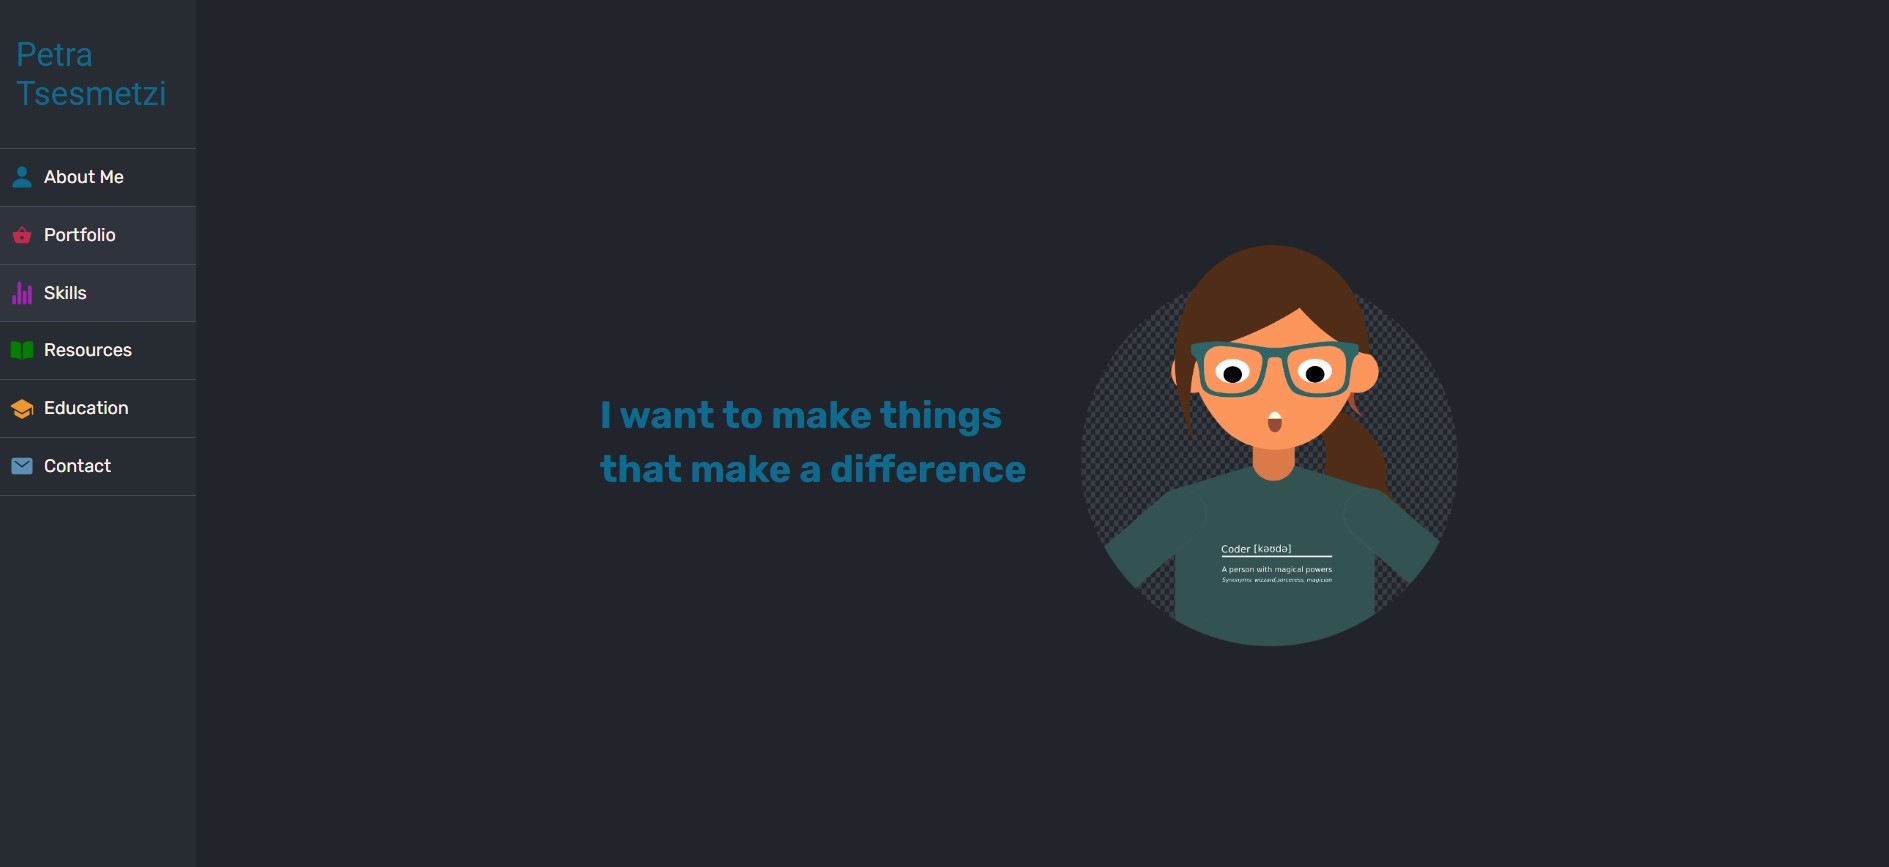 Petra
Tsesmetzi
About Me
Portfolio
Skills
Resources
Education
Contact
I want to make things
that make a difference
Coder [kəʊdə]
A person with magical powers
Synonyms: wizzard,sorceress, magician